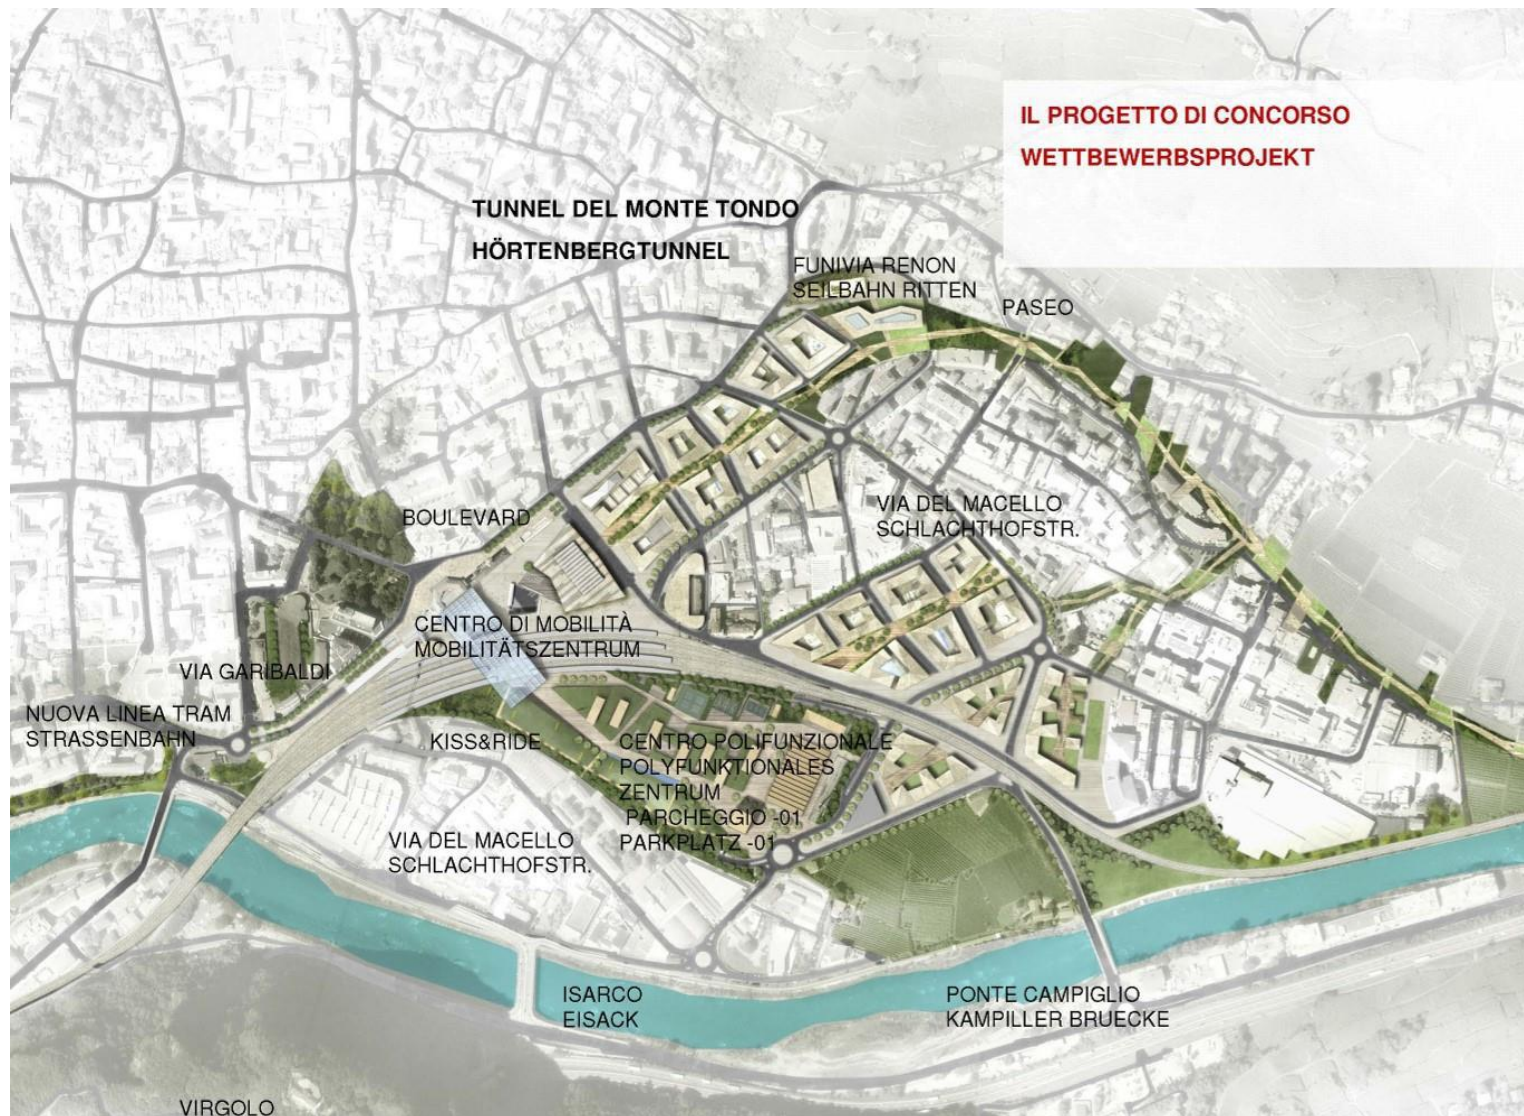 IL PROGETTO DI CONCORSO
WETTBEWERBSPROJEKT
TUNNEL DEL MONTE TONDO
HÖRTENBERGTUNNEL
FUNIVIA RENON
SEILBAHN RITTEN
PASEO
BOULEVARD
VIA DEL MACELLO
SCHLACHTHOFSTR.
CENTRO DI MOBILITÀ
MOBILITÄTSZENTRUM
VIA GARIBALDI
NUOVA LINEA TRAM
STRASSENBAHN
KISS&RIDE
CENTRO POLIFUNZIONALE
POLYFUNKTIONALES
ZENTRUM
PARCHEGGIO -01
PARKPLATZ -01
VIA DEL MACELLO
SCHLACHTHOFSTR.
ISARCO
EISACK
PONTE CAMPIGLIO
KAMPILLER BRUECKE
VIRGOLO